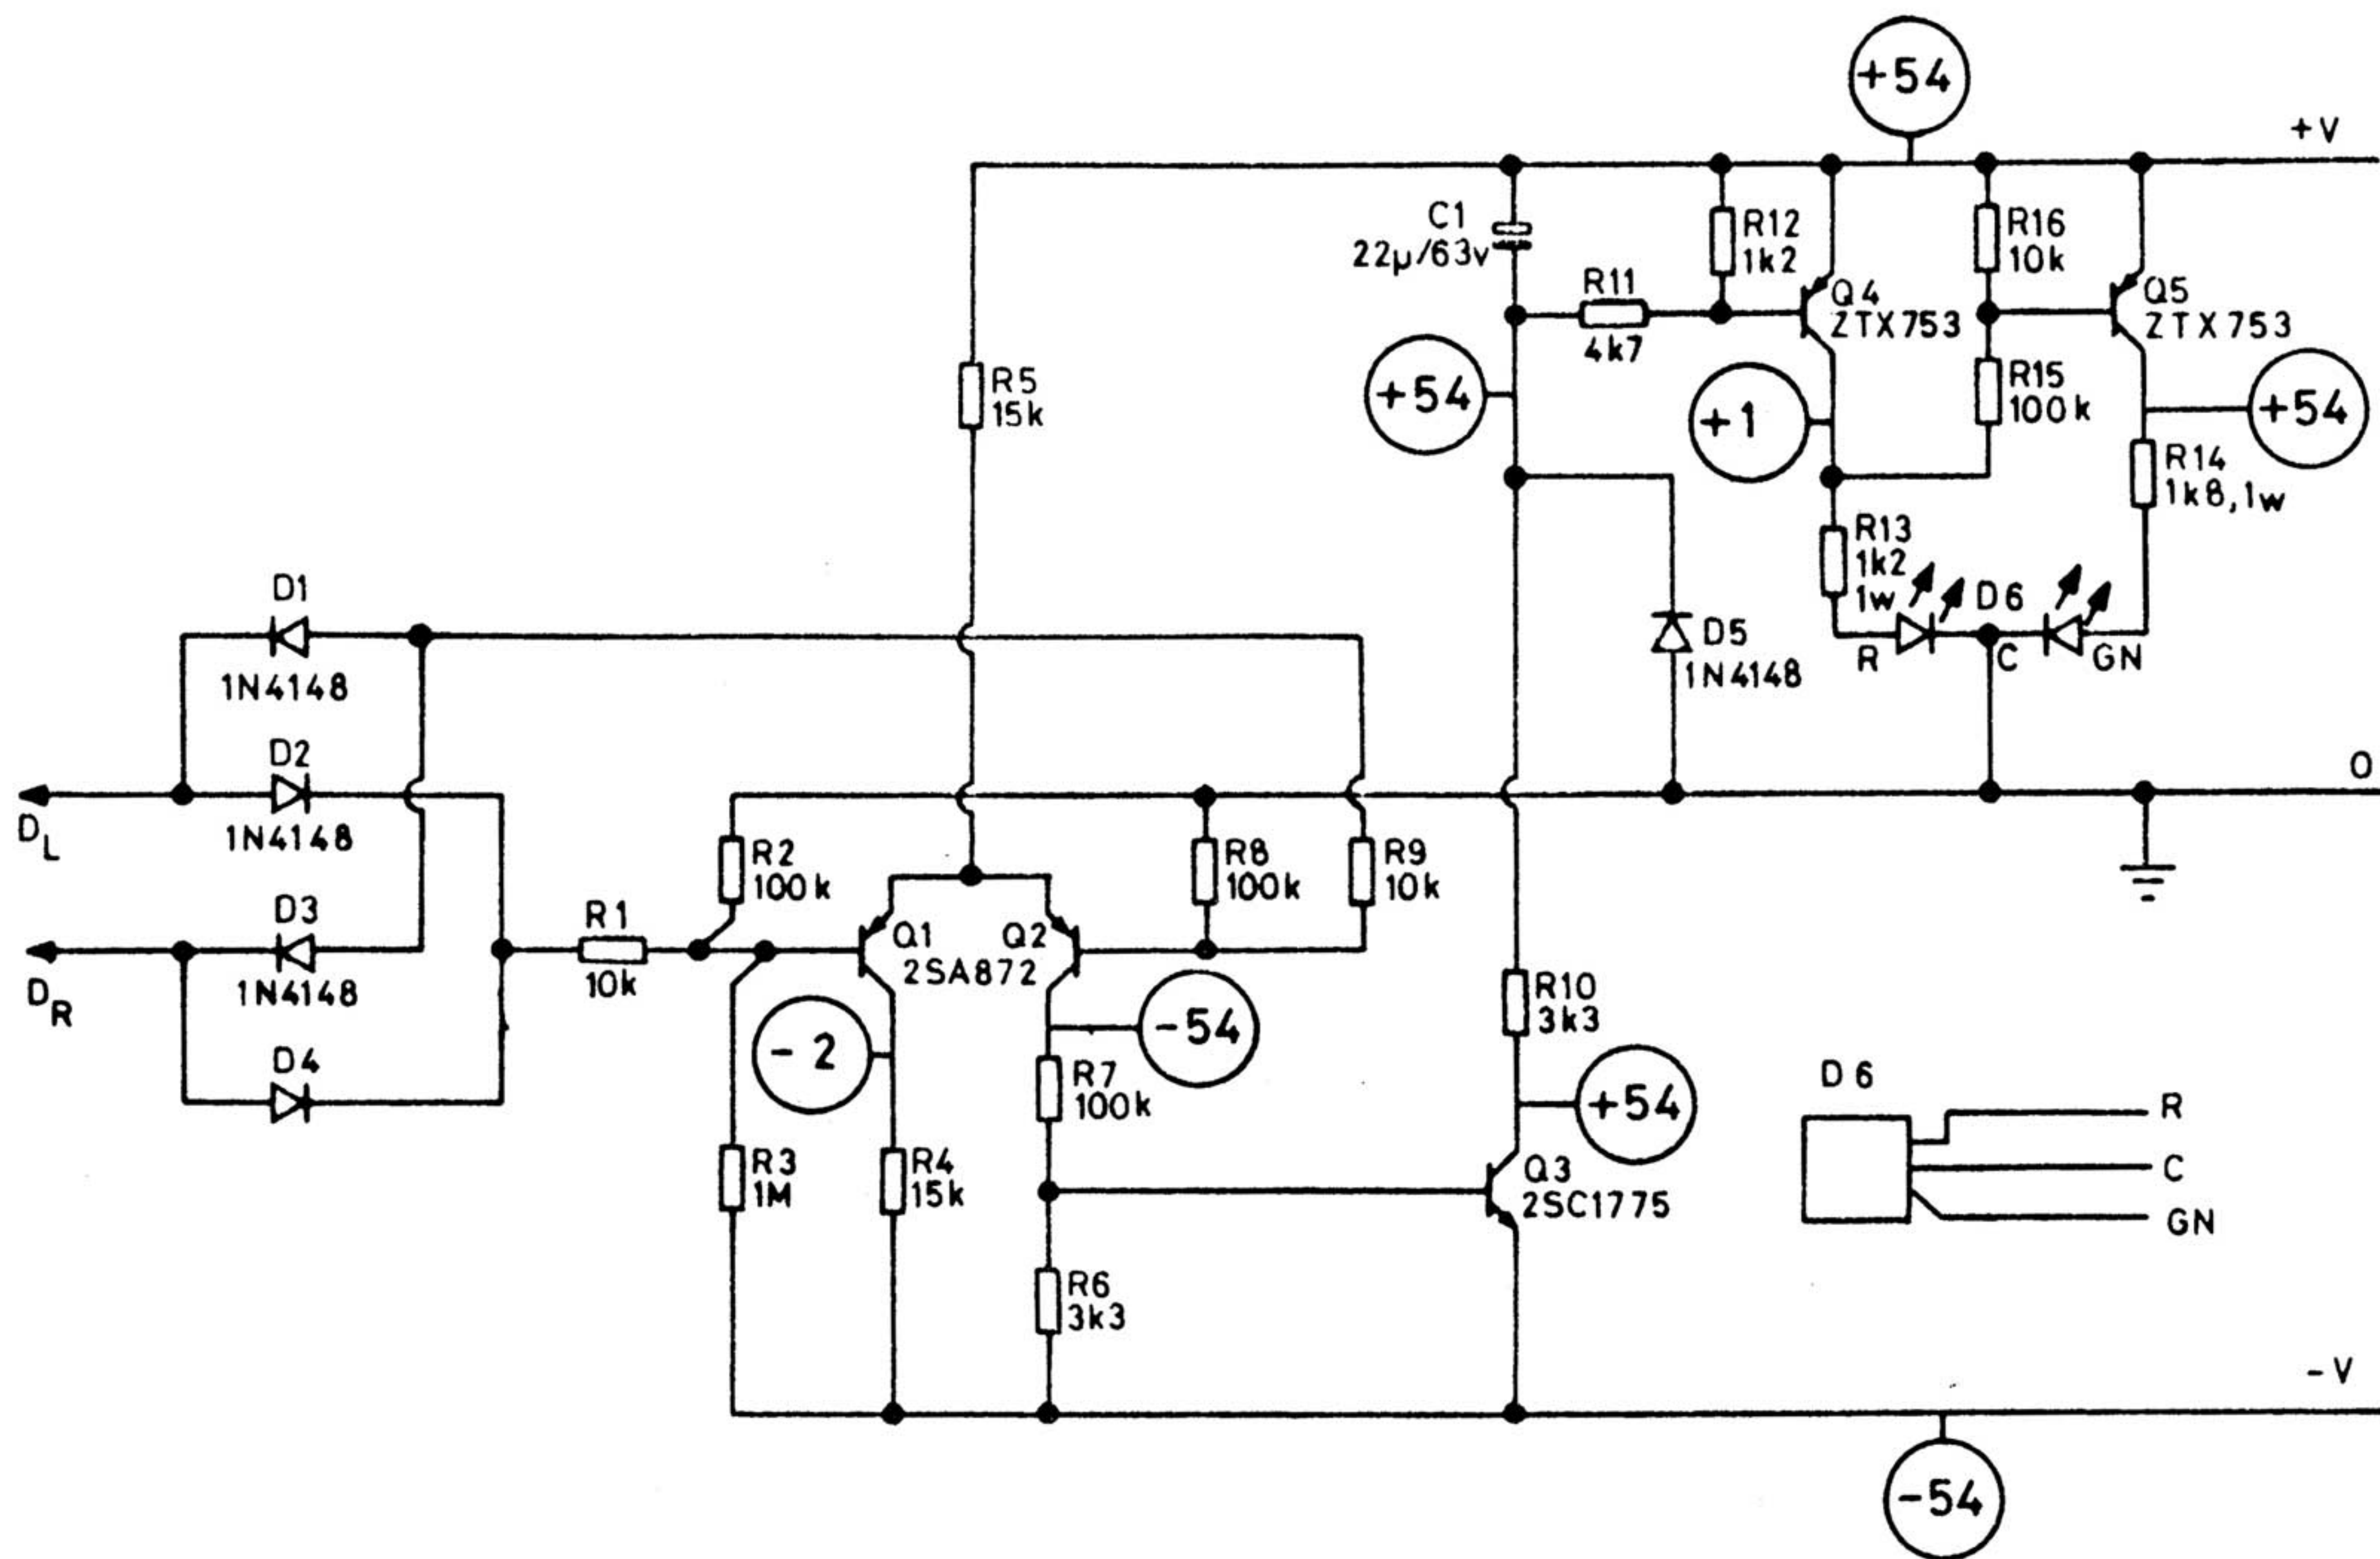 +54
+V
C1
22µ/63v
R12
1k2
R16
10k
R11
4k7
Q4
ZTX753
Q5
ZTX753
R5
15k
+54
+1
R15
100k
+54
R14
1k8,1w
R13
1k2
1w
D6
R
C
GN
D1
1N4148
D5
1N4148
D2
1N4148
O
DL
R2
100k
R8
100k
R9
10k
D3
1N4148
R1
10k
Q1
Q2
2SA872
DR
-2
-54
R10
3k3
D4
R7
100k
+54
D6
R
C
GN
R3
1M
R4
15k
Q3
2SC1775
R6
3k3
-V
-54